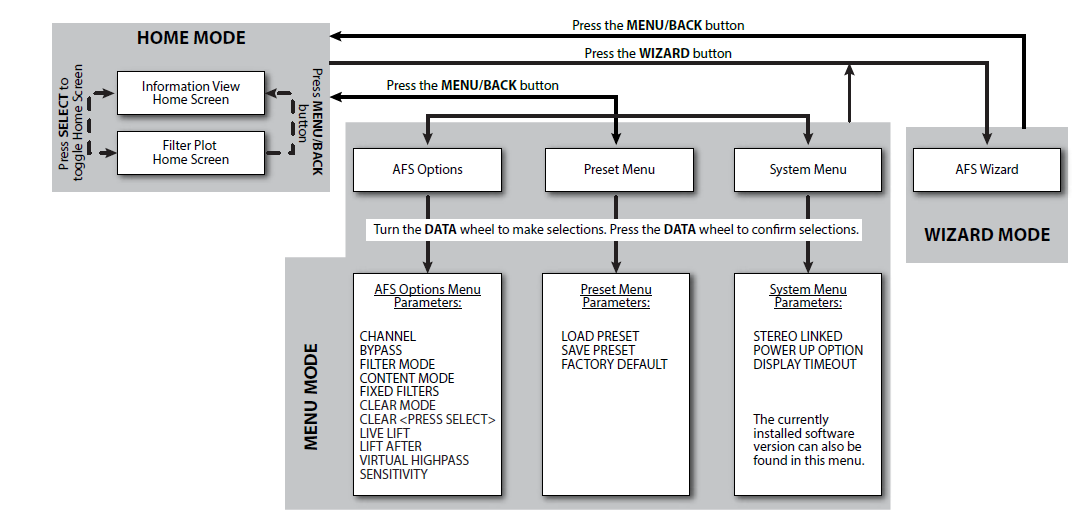 HOME MODE
Press SELECT to
toggle Home Screen
Information View
Home Screen
Filter Plot
Home Screen
Press MENU/BACK
button
Press the MENU/BACK button
Press the WIZARD button
Press the MENU/BACK button
AFS Options
Preset Menu
System Menu
AFS Wizard
WIZARD MODE
Turn the DATA wheel to make selections. Press the DATA wheel to confirm selections.
MENU MODE
AFS Options Menu
Parameters:
CHANNEL
BYPASS
FILTER MODE
CONTENT MODE
FIXED FILTERS
CLEAR MODE
CLEAR <PRESS SELECT>
LIVE LIFT
LIFT AFTER
VIRTUAL HIGHPASS
SENSITIVITY
Preset Menu
Parameters:
LOAD PRESET
SAVE PRESET
FACTORY DEFAULT
System Menu
Parameters:
STEREO LINKED
POWER UP OPTION
DISPLAY TIMEOUT
The currently
installed software
version can also be
found in this menu.